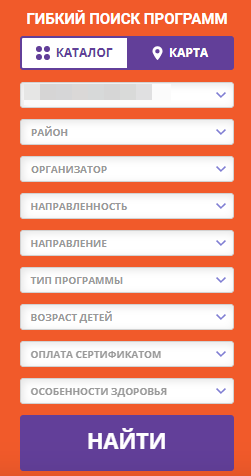 ГИБКИЙ ПОИСК ПРОГРАММ
КАТАЛОГ
КАРТА
РАЙОН
ОРГАНИЗАТОР
НАПРАВЛЕННОСТЬ
НАПРАВЛЕНИЕ
ТИП ПРОГРАММЫ
ВОЗРАСТ ДЕТЕЙ
ОПЛАТА СЕРТИФИКАТОМ
ОСОБЕННОСТИ ЗДОРОВЬЯ
НАЙТИ